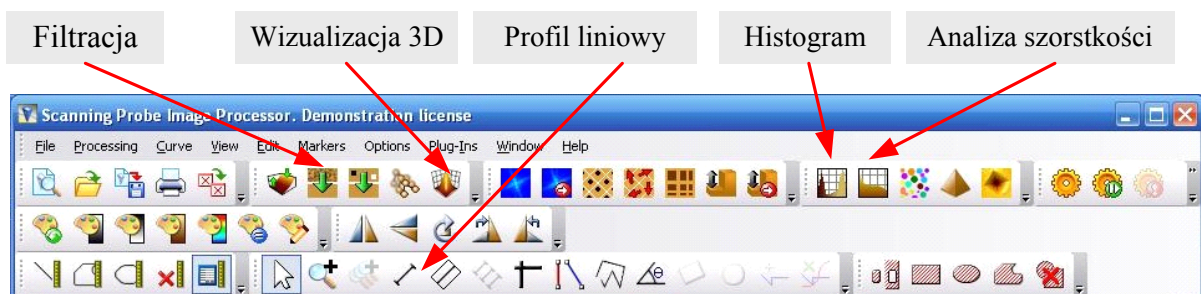 Filtracja Wizualizacja 3D Profil liniowy Histogram Analiza szorstkości
Scanning Probe Image Processor. Demonstration license
File Processing Curve View Edit Markers Options Plug-Ins Window Help